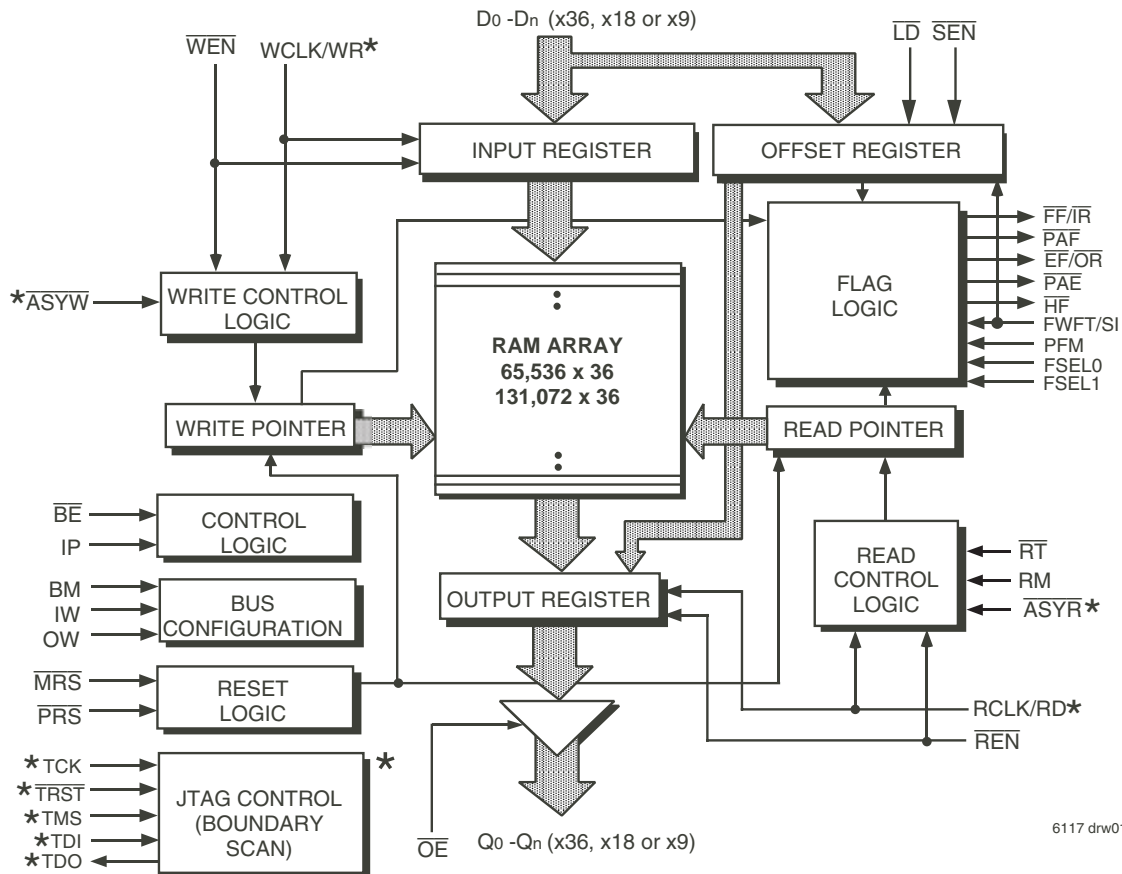 D0 -Dn (x36, x18 or x9)
WEN
WCLK/WR*
LD
SEN
INPUT REGISTER
OFFSET REGISTER
*ASYW
WRITE CONTROL
LOGIC
FLAG
LOGIC
FF/IR
PAF
EF/OR
PAE
HF
FWFT/SI
PFM
FSEL0
FSEL1
RAM ARRAY
65,536 x 36
131,072 x 36
WRITE POINTER
READ POINTER
BE
IP
CONTROL
LOGIC
READ
CONTROL
LOGIC
RT
RM
ASYR*
BM
IW
OW
BUS
CONFIGURATION
OUTPUT REGISTER
MRS
PRS
RESET
LOGIC
RCLK/RD*
REN
*TCK
*TRST
*TMS
*TDI
*TDO
JTAG CONTROL
(BOUNDARY
SCAN)
*
OE
Q0 -Qn (x36, x18 or x9)
6117 drw01